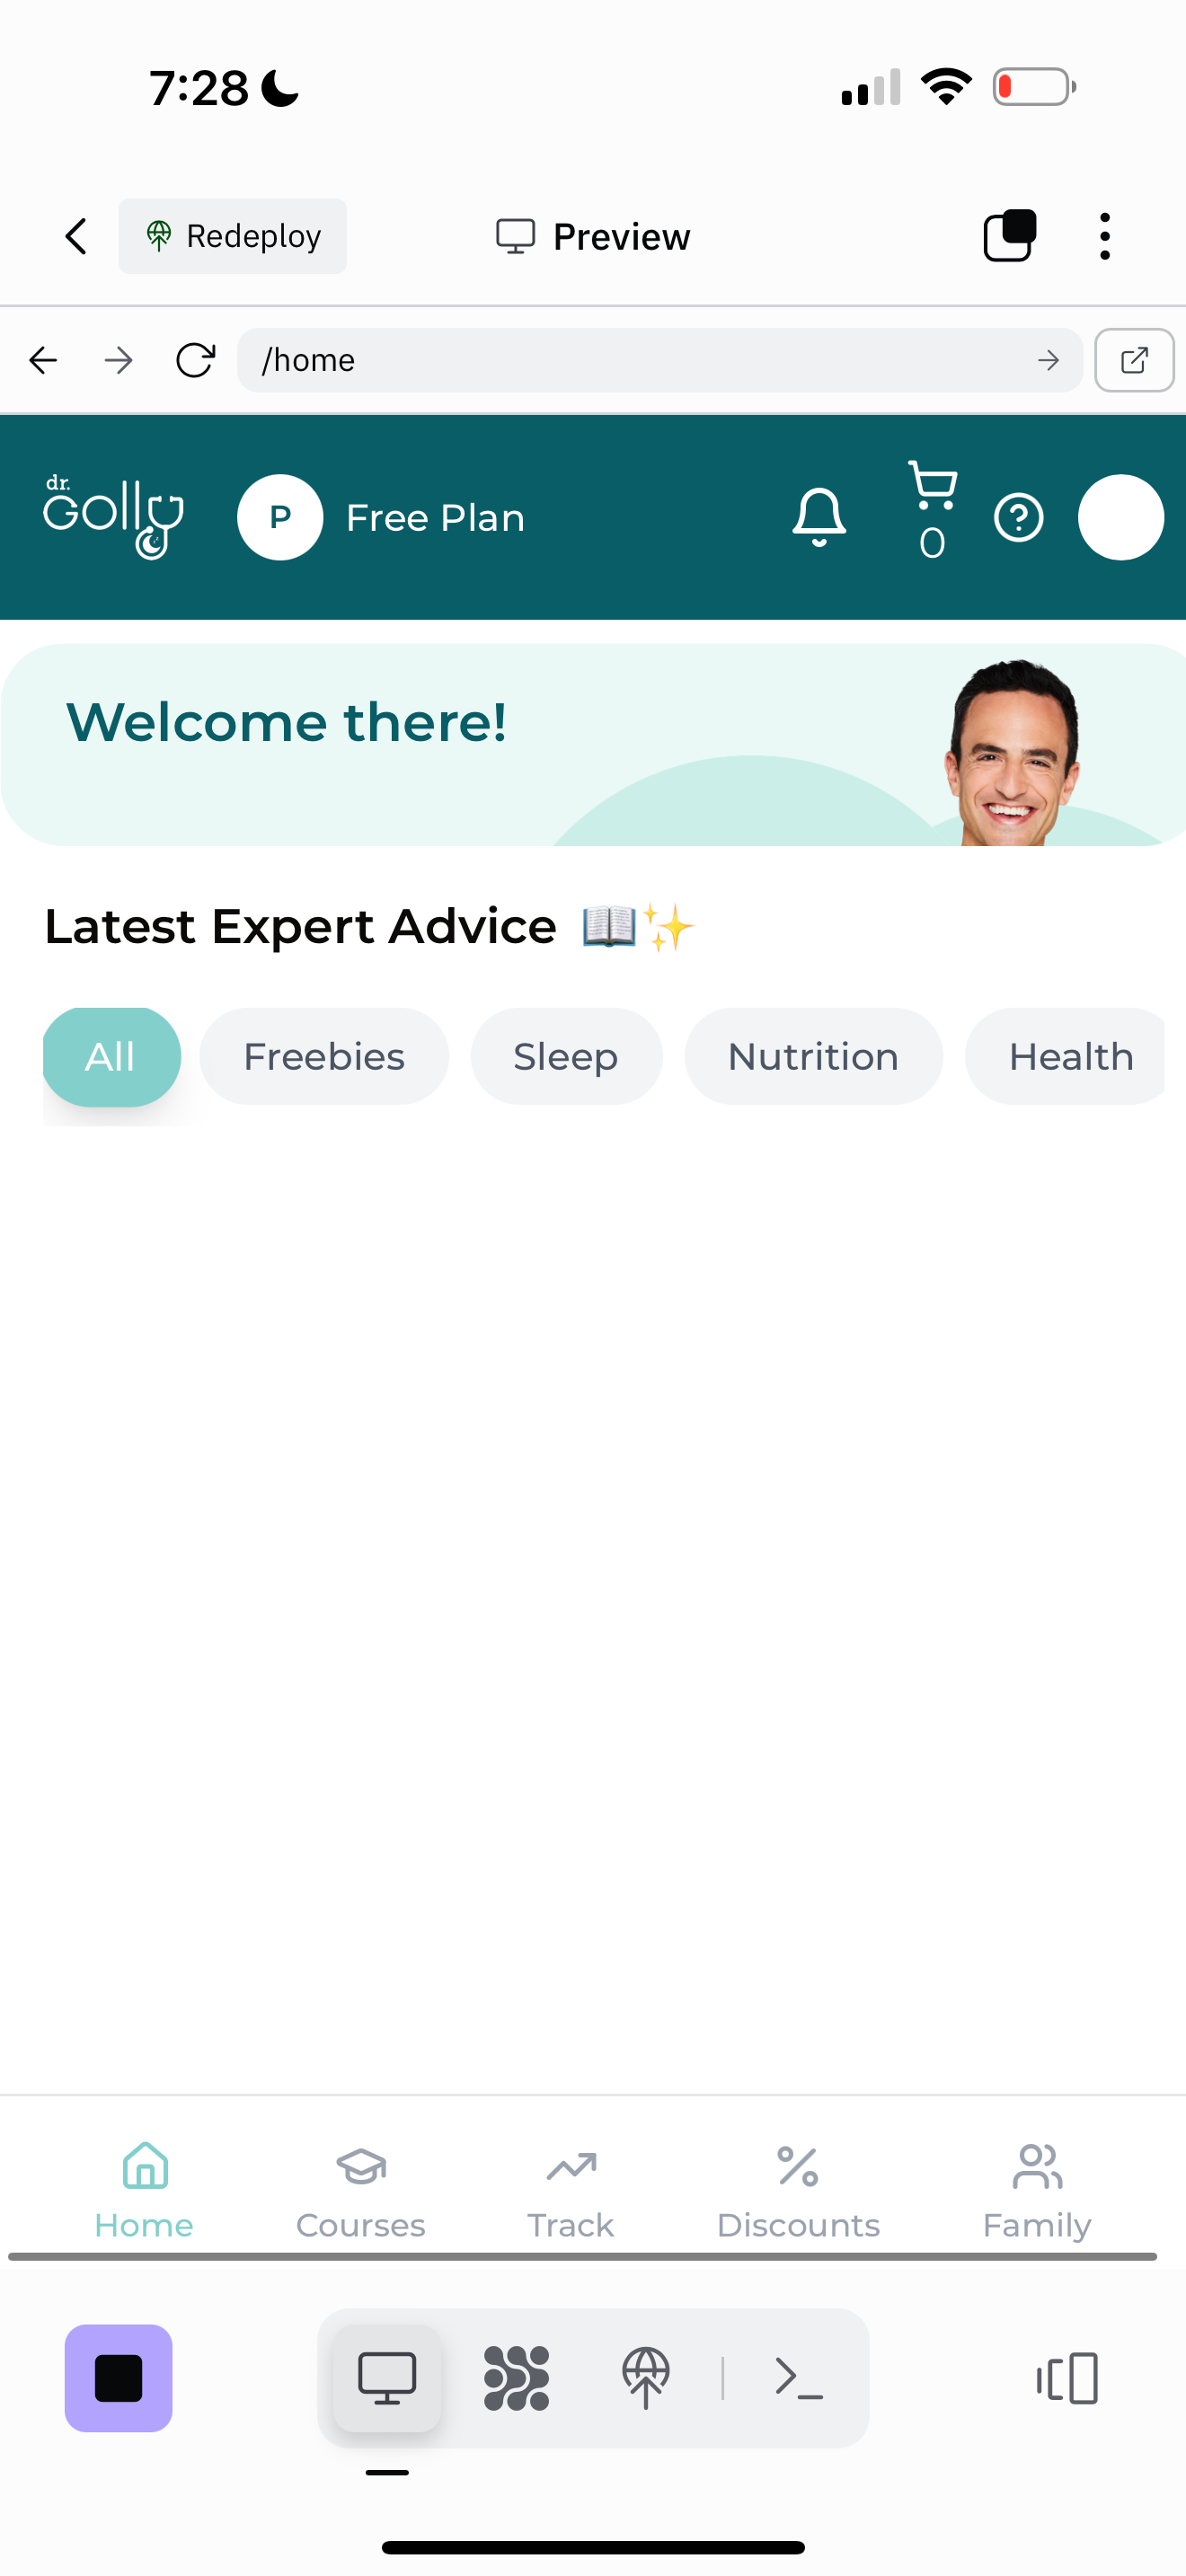 7:28
Redeploy
Preview
/home
dr.
Golly
P
Free Plan
0
Welcome there!
Latest Expert Advice 📖✨
All
Freebies
Sleep
Nutrition
Health
Home
Courses
Track
Discounts
Family